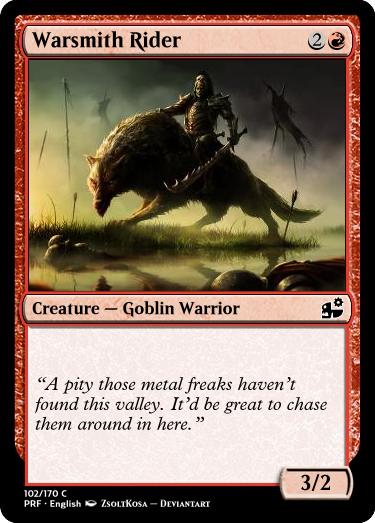 Warsmith Rider 2
Creature — Goblin Warrior
“A pity those metal freaks haven’t
found this valley. It’d be great to chase
them around in here.”
3/2
102/170 C
PRF • English ZsoltKosa — Deviantart